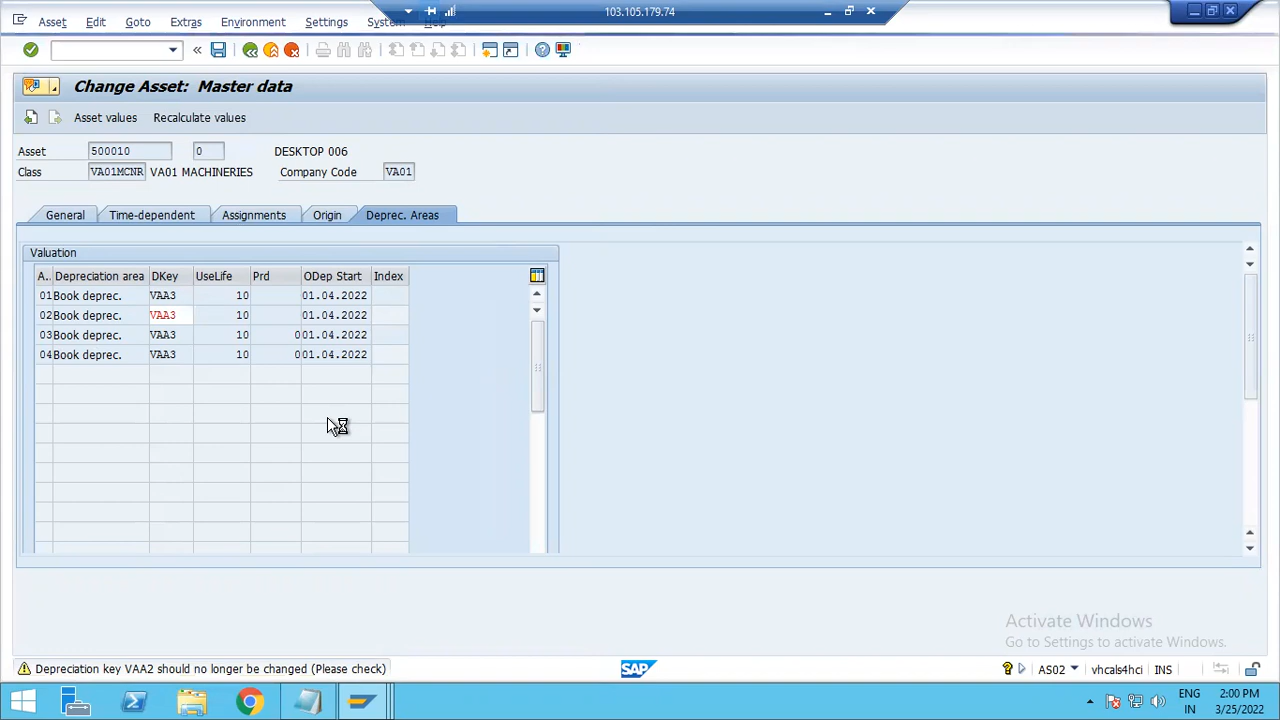 103.105.179.74
Asset Edit Goto Extras Environment Settings System Help
Change Asset: Master data
Asset values Recalculate values
Asset 500010 0 DESKTOP 006
Class VA01MCNR VA01 MACHINERIES Company Code VA01
General Time-dependent Assignments Origin Deprec. Areas
Valuation
A.. Depreciation area DKey UseLife Prd ODep Start Index
01 Book deprec. VAA3 10 01.04.2022
02 Book deprec. VAA3 10 01.04.2022
03 Book deprec. VAA3 10 0 01.04.2022
04 Book deprec. VAA3 10 0 01.04.2022
Activate Windows
Go to Settings to activate Windows.
Depreciation key VAA2 should no longer be changed (Please check) SAP AS02 vhcals4hci INS
ENG 2:00 PM
IN 3/25/2022